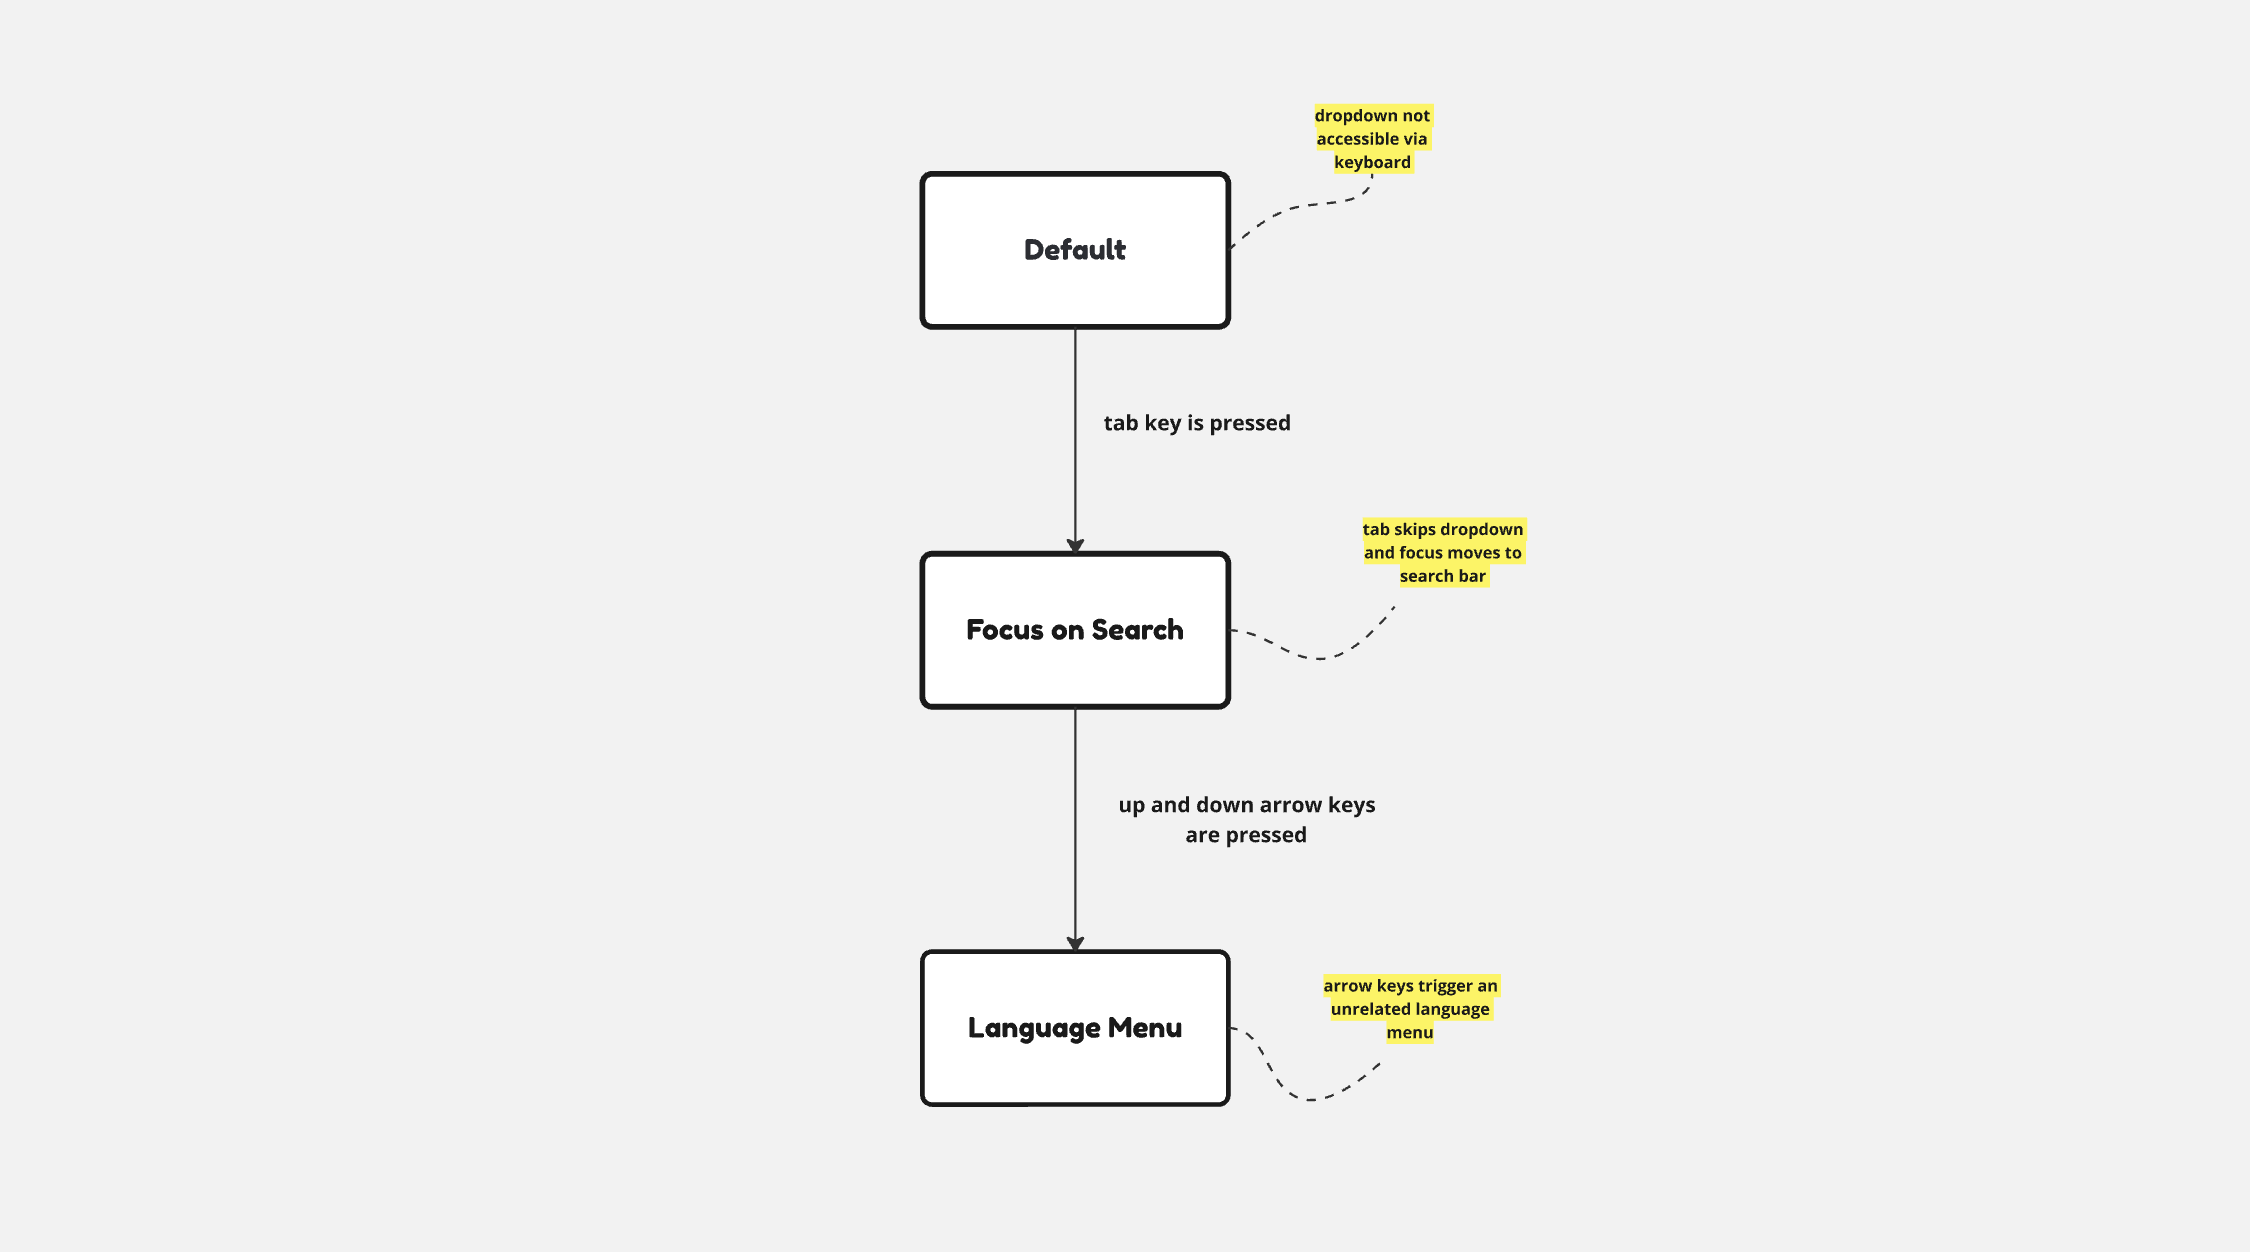 dropdown not
accessible via
keyboard
Default
tab key is pressed
tab skips dropdown
and focus moves to
search bar
Focus on Search
up and down arrow keys
are pressed
arrow keys trigger an
unrelated language
menu
Language Menu